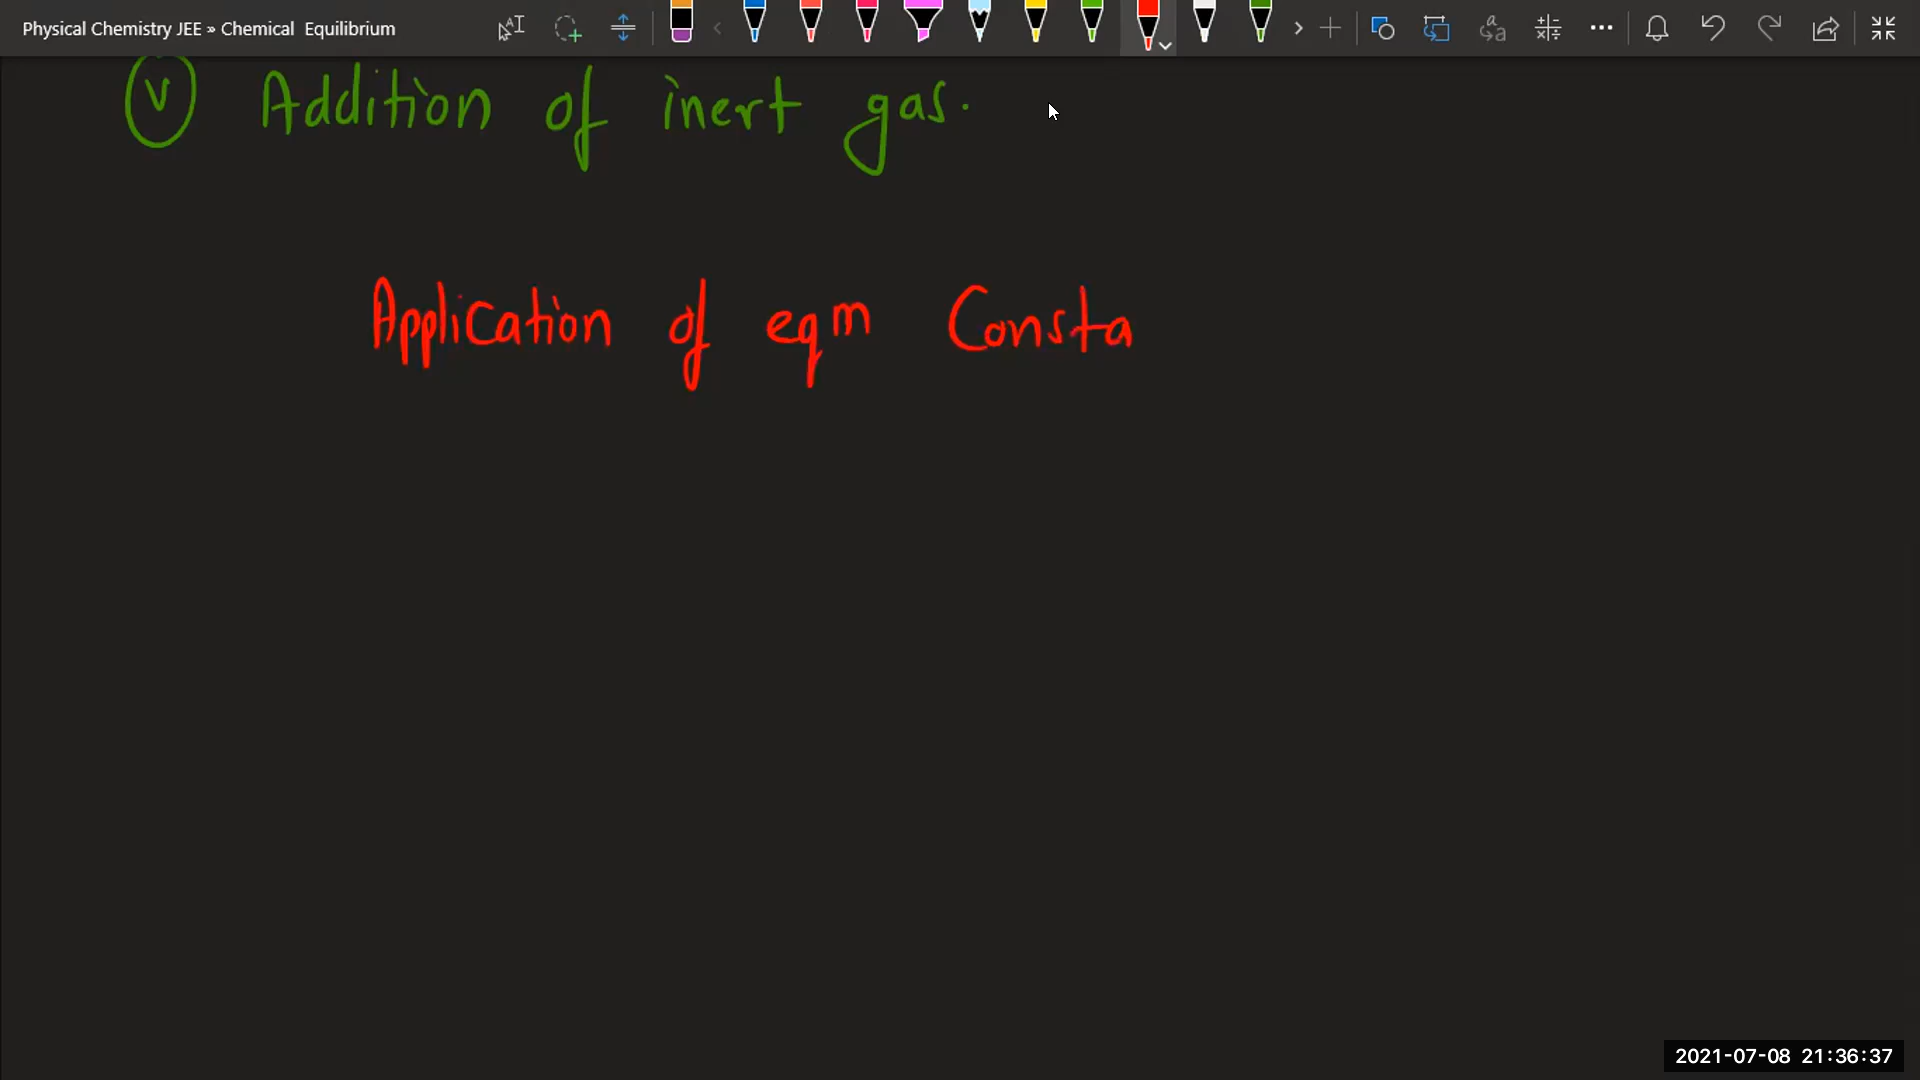 Physical Chemistry JEE » Chemical Equilibrium
v Addition of inert gas.
Application of eqm Consta
2021-07-08 21:36:37